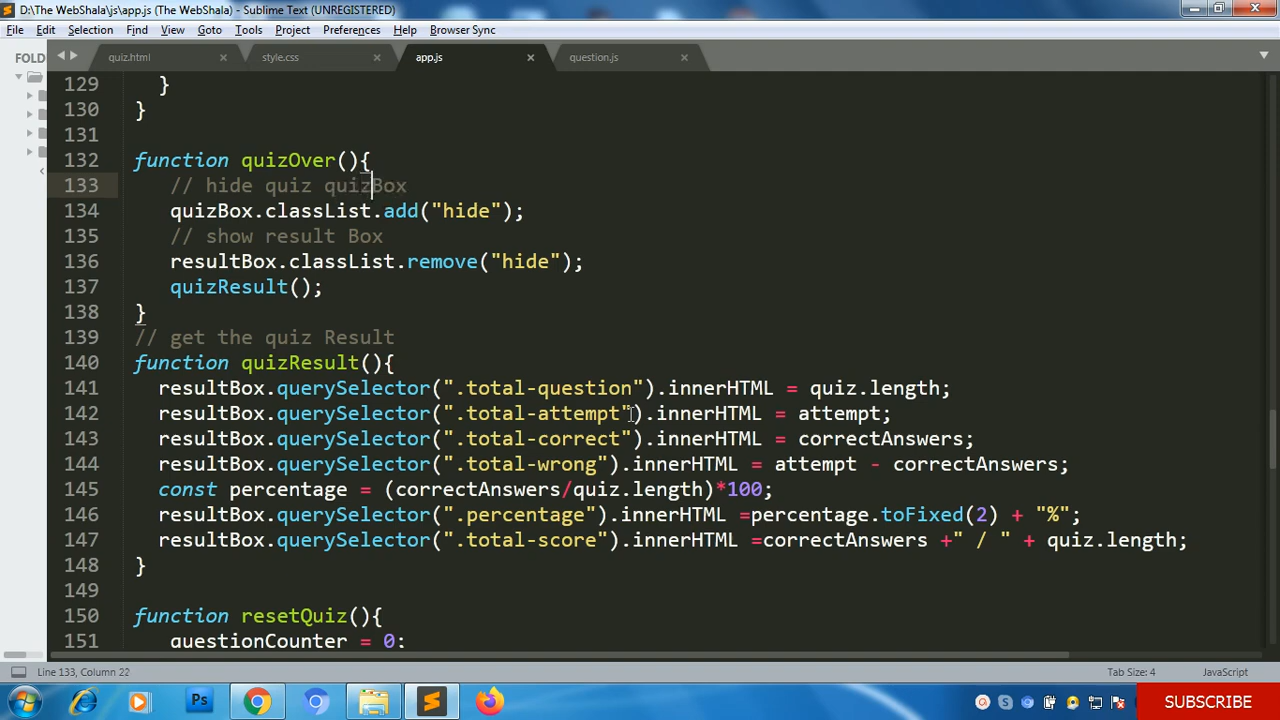 D:\The WebShala\js\app.js (The WebShala) - Sublime Text (UNREGISTERED)
File Edit Selection Find View Goto Tools Project Preferences Help Browser Sync
FOLD
quiz.html × style.css × app.js × question.js ×
129 }
130 }
131
132 function quizOver(){
133 // hide quiz quizBox
134 quizBox.classList.add("hide");
135 // show result Box
136 resultBox.classList.remove("hide");
137 quizResult();
138 }
139 // get the quiz Result
140 function quizResult(){
141 resultBox.querySelector(".total-question").innerHTML = quiz.length;
142 resultBox.querySelector(".total-attempt").innerHTML = attempt;
143 resultBox.querySelector(".total-correct").innerHTML = correctAnswers;
144 resultBox.querySelector(".total-wrong").innerHTML = attempt - correctAnswers;
145 const percentage = (correctAnswers/quiz.length)*100;
146 resultBox.querySelector(".percentage").innerHTML =percentage.toFixed(2) + "%";
147 resultBox.querySelector(".total-score").innerHTML =correctAnswers +" / " + quiz.length;
148 }
149
150 function resetQuiz(){
151 questionCounter = 0;
Line 133, Column 22 Tab Size: 4 JavaScript
Ps
SUBSCRIBE